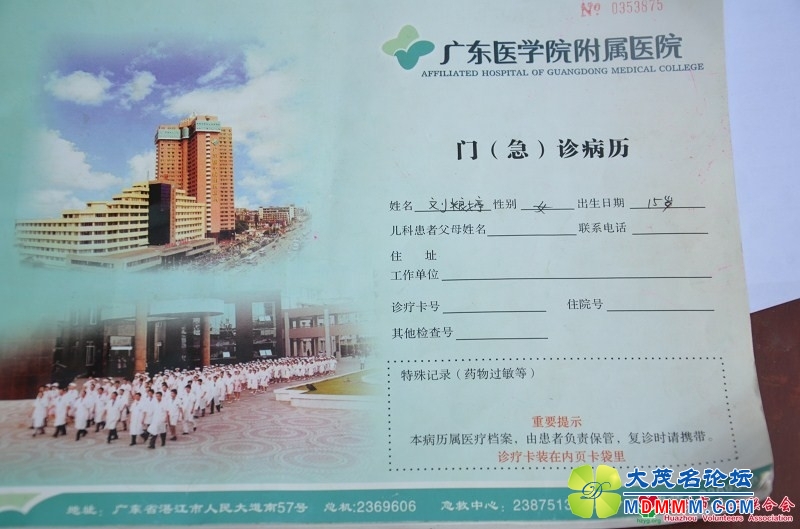 № 0353875
广东医学院附属医院
AFFILIATED HOSPITAL OF GUANGDONG MEDICAL COLLEGE
门（急）诊病历
姓名 性别 女 出生日期 15岁
儿科患者父母姓名 联系电话
住 址
工作单位
诊疗卡号 住院号
其他检查号
特殊记录（药物过敏等）
重要提示
本病历属医疗档案，由患者负责保管，复诊时请携带。
诊疗卡装在内页卡袋里
地址：广东省湛江市人民大道南57号 总机：2369606 急救中心：2387513
大茂名论坛
MDMMM.COM
Huazhou Volunteers Association